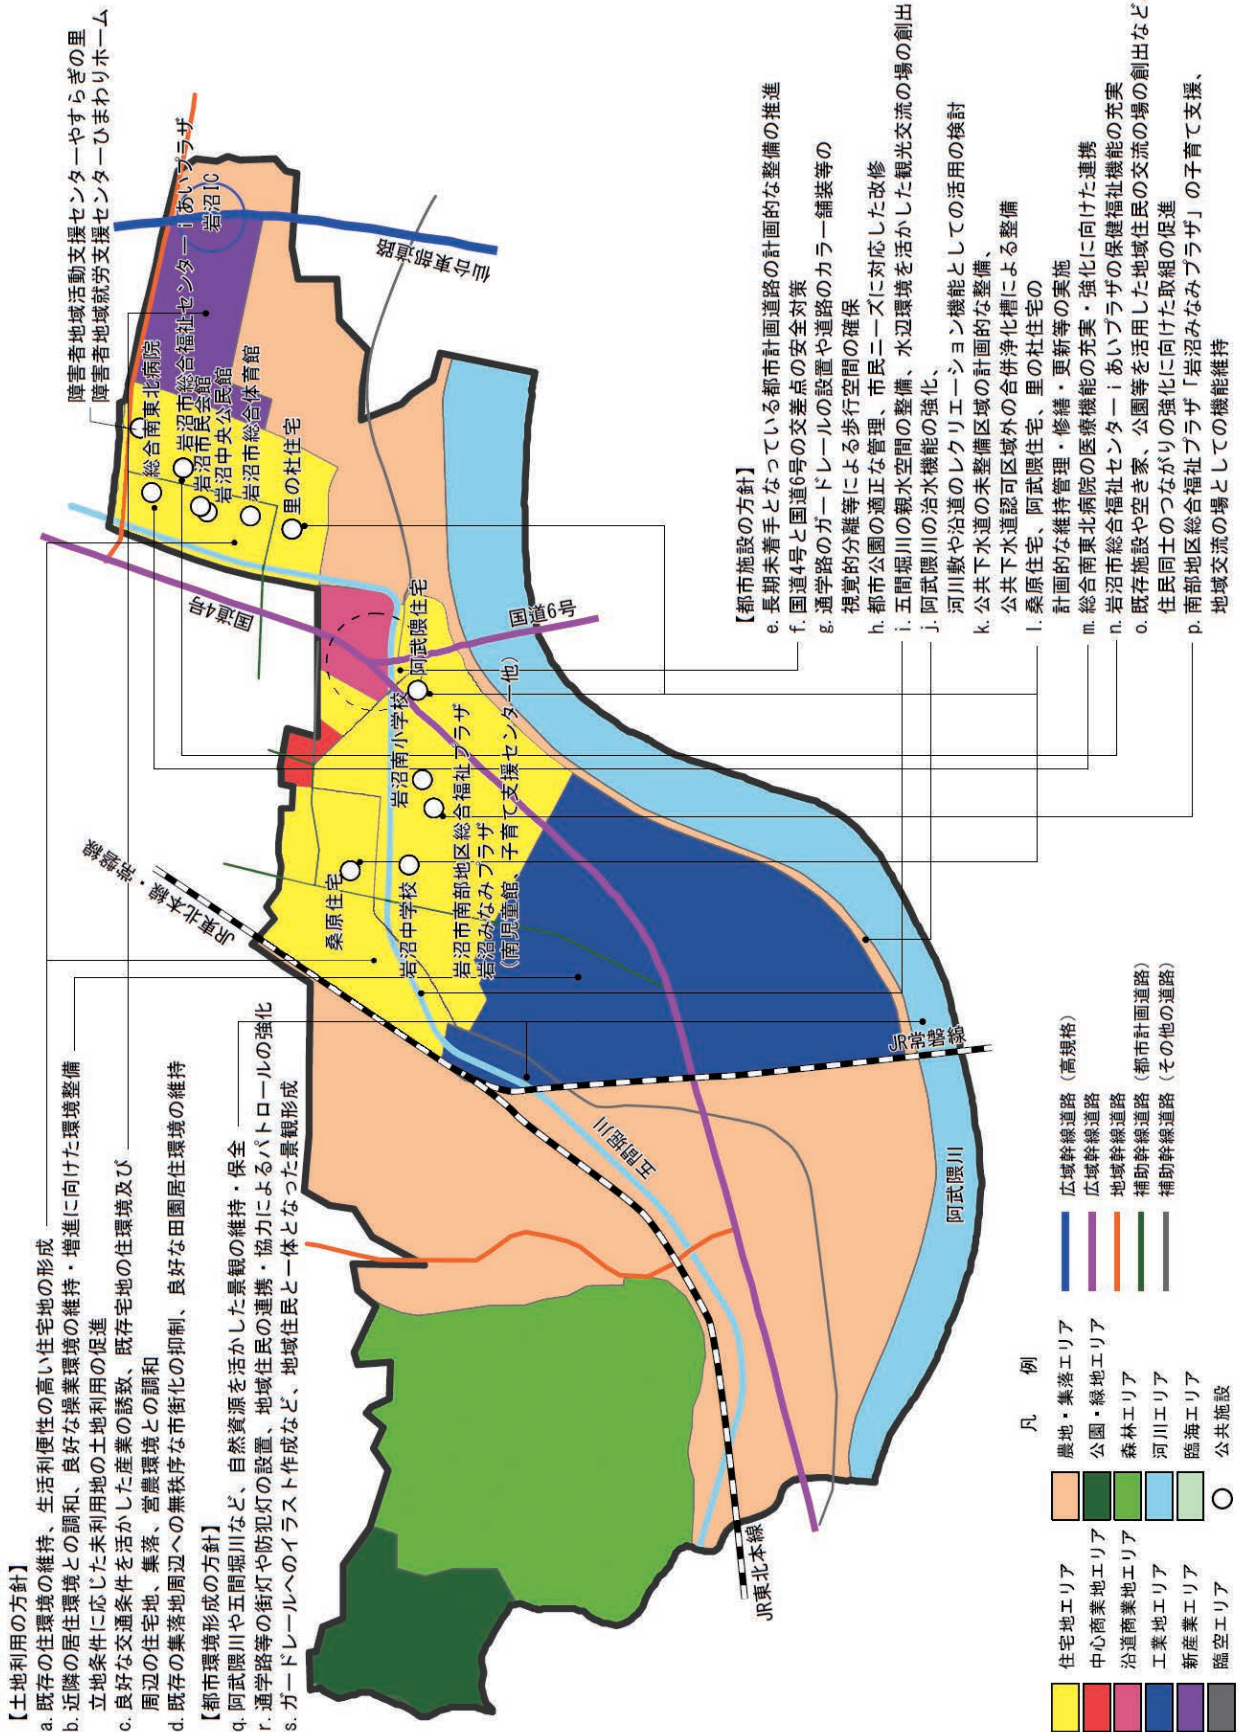 【土地利用の方針】
a. 既存の住環境の維持、生活利便性の高い住宅地の形成
b. 近隣の居住環境との調和、良好な操業環境の維持・増進に向けた環境整備
立地条件に応じた未利用地の土地利用の促進
c. 良好な交通条件を活かした産業の誘致、既存宅地の住環境及び
周辺の住宅地、集落、営農環境との調和
d. 既存の集落地周辺への無秩序な市街化の抑制、良好な田園居住環境の維持
【都市環境形成の方針】
q. 阿武隈川や五間堀川など、自然資源を活かした景観の維持・保全
r. 通学路等の街灯や防犯灯の設置、地域住民の連携・協力によるパトロールの強化
s. ガードレールへのイラスト作成など、地域住民と一体となった景観形成
障害者地域活動支援センターやすらぎの里
障害者地域就労支援センターひまわりホーム
総合南東北病院
岩沼市総合福祉センターｉあいプラザ
岩沼市民会館
岩沼中央公民館
岩沼市総合体育館
里の杜住宅
岩沼IC
仙台東部道路
国道4号
国道6号
阿武隈住宅
岩沼南小学校
岩沼市南部地区総合福祉プラザ
岩沼みなみプラザ
（南児童館、子育て支援センター他）
岩沼中学校
桑原住宅
JR東北本線・常磐線
JR常磐線
五間堀川
阿武隈川
JR東北本線
【都市施設の方針】
e. 長期未着手となっている都市計画道路の計画的な整備の推進
f. 国道4号と国道6号の交差点の安全対策
g. 通学路のガードレールの設置や道路のカラー舗装等の
視覚的分離等による歩行空間の確保
h. 都市公園の適正な管理、市民ニーズに対応した改修
i. 五間堀川の親水空間の整備、水辺環境を活かした観光交流の場の創出
j. 阿武隈川の治水機能の強化、
河川敷や沿道のレクリエーション機能としての活用の検討
k. 公共下水道の未整備区域の計画的な整備、
公共下水道認可区域外の合併浄化槽による整備
l. 桑原住宅、阿武隈住宅、里の杜住宅の
計画的な維持管理・修繕・更新等の実施
m. 総合南東北病院の医療機能の充実・強化に向けた連携
n. 岩沼市総合福祉センターｉあいプラザの保健福祉機能の充実
o. 既存施設や空き家、公園等を活用した地域住民の交流の場の創出など
住民同士のつながりの強化に向けた取組の促進
p. 南部地区総合福祉プラザ「岩沼みなみプラザ」の子育て支援、
地域交流の場としての機能維持
凡　例
住宅地エリア
中心商業地エリア
沿道商業地エリア
工業地エリア
新産業エリア
臨空エリア
農地・集落エリア
公園・緑地エリア
森林エリア
河川エリア
臨海エリア
公共施設
広域幹線道路（高規格）
広域幹線道路
地域幹線道路
補助幹線道路（都市計画道路）
補助幹線道路（その他の道路）